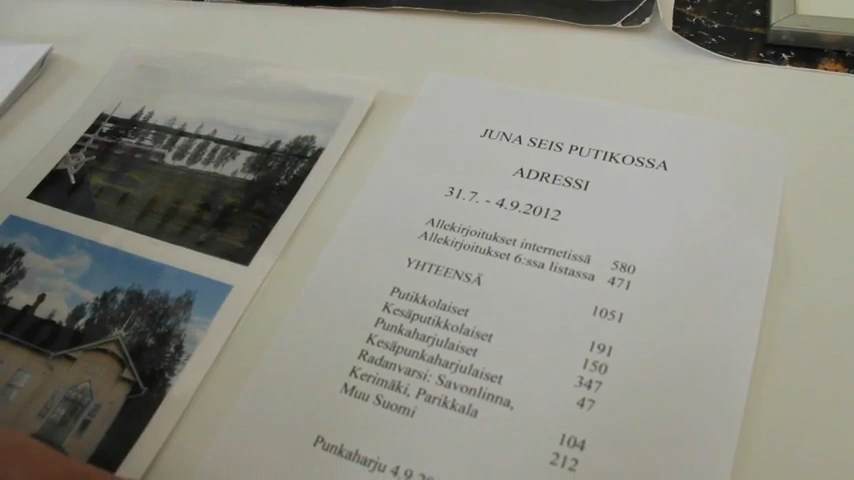 JUNA SEIS PUTIKOSSA
ADRESSI
31.7. - 4.9.2012
Allekirjoitukset internetissä 580
Allekirjoitukset 6:ssa listassa 471
YHTEENSÄ 1051
Putikkolaiset 191
Kesäputikkolaiset 150
Punkaharjulaiset 347
Kesäpunkaharjulaiset 47
Radanvarsi: Savonlinna,
Kerimäki, Parikkala 104
Muu Suomi 212
Punkaharju 4.9.20